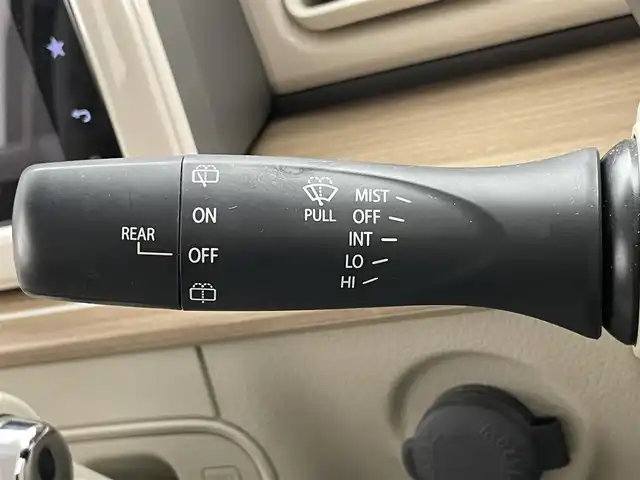 ON
REAR
OFF
PULL
MIST
OFF
INT
LO
HI